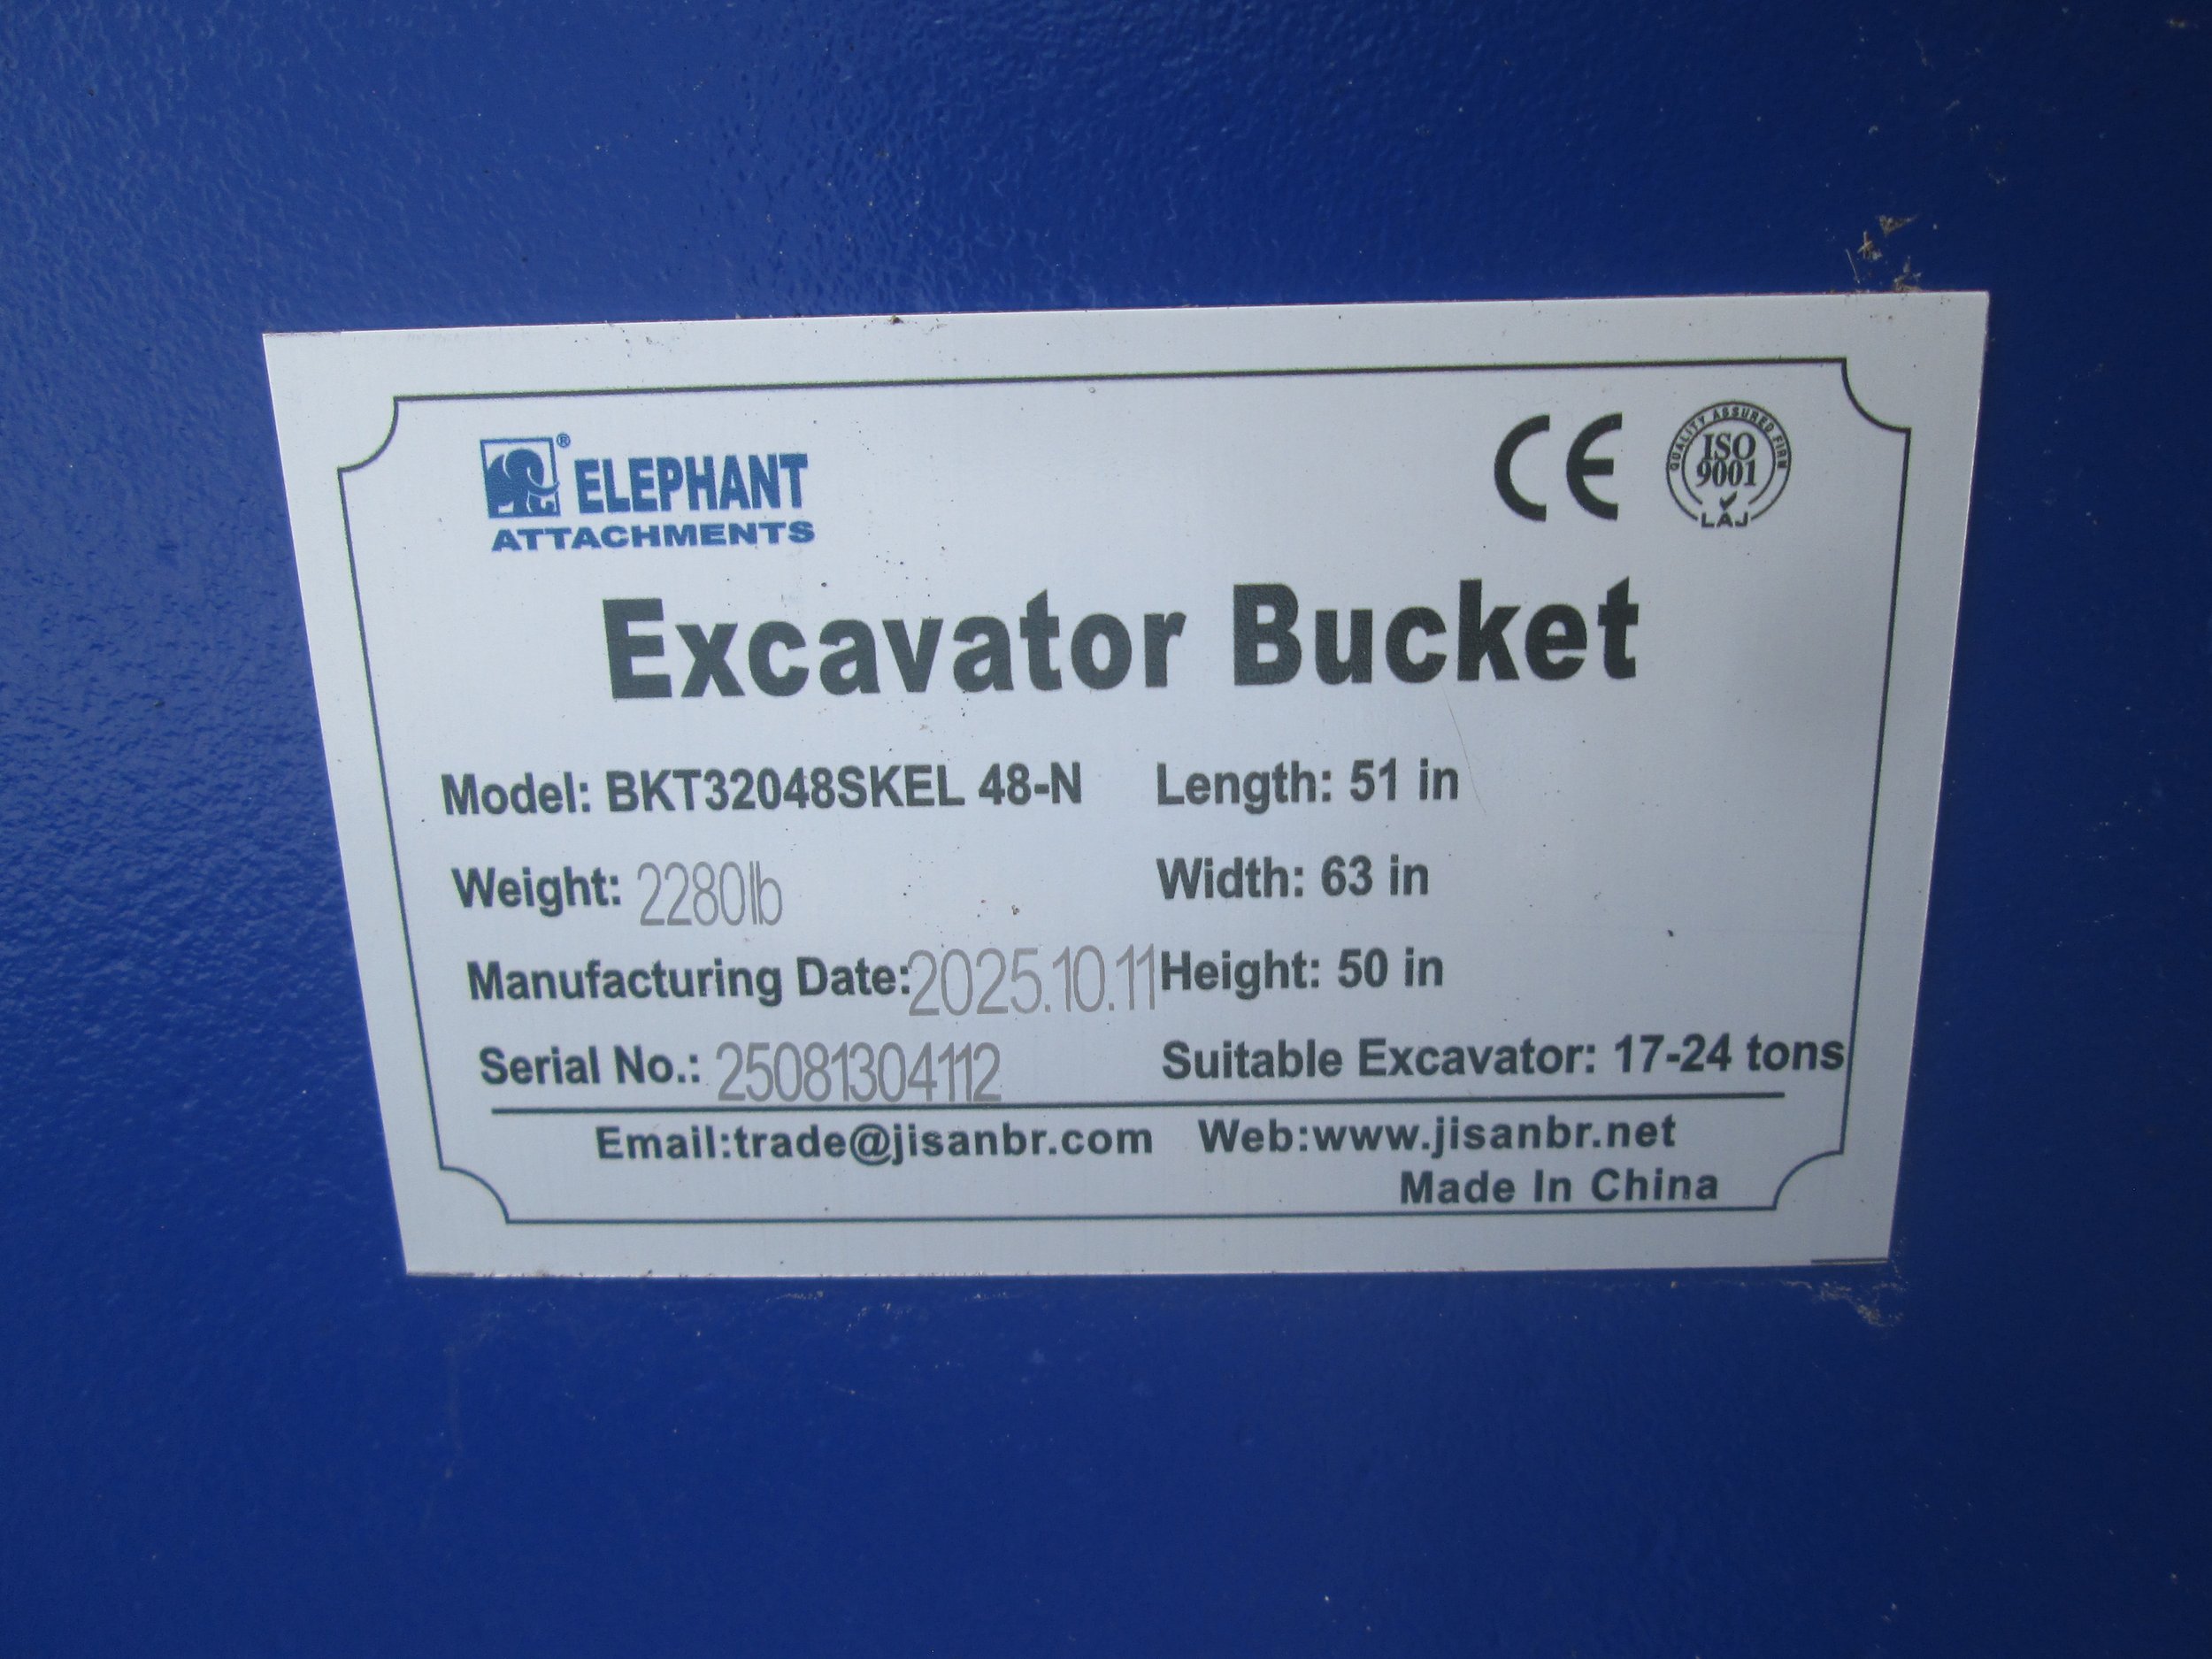 ® ELEPHANT
ATTACHMENTS
CE
QUALITY ASSURED FIRM
ISO
9001
LAJ
Excavator Bucket
Model: BKT32048SKEL 48-N
Length: 51 in
Weight: 2280lb
Width: 63 in
Manufacturing Date: 2025.10.11
Height: 50 in
Serial No.: 25081304112
Suitable Excavator: 17-24 tons
Email:trade@jisanbr.com Web:www.jisanbr.net
Made In China